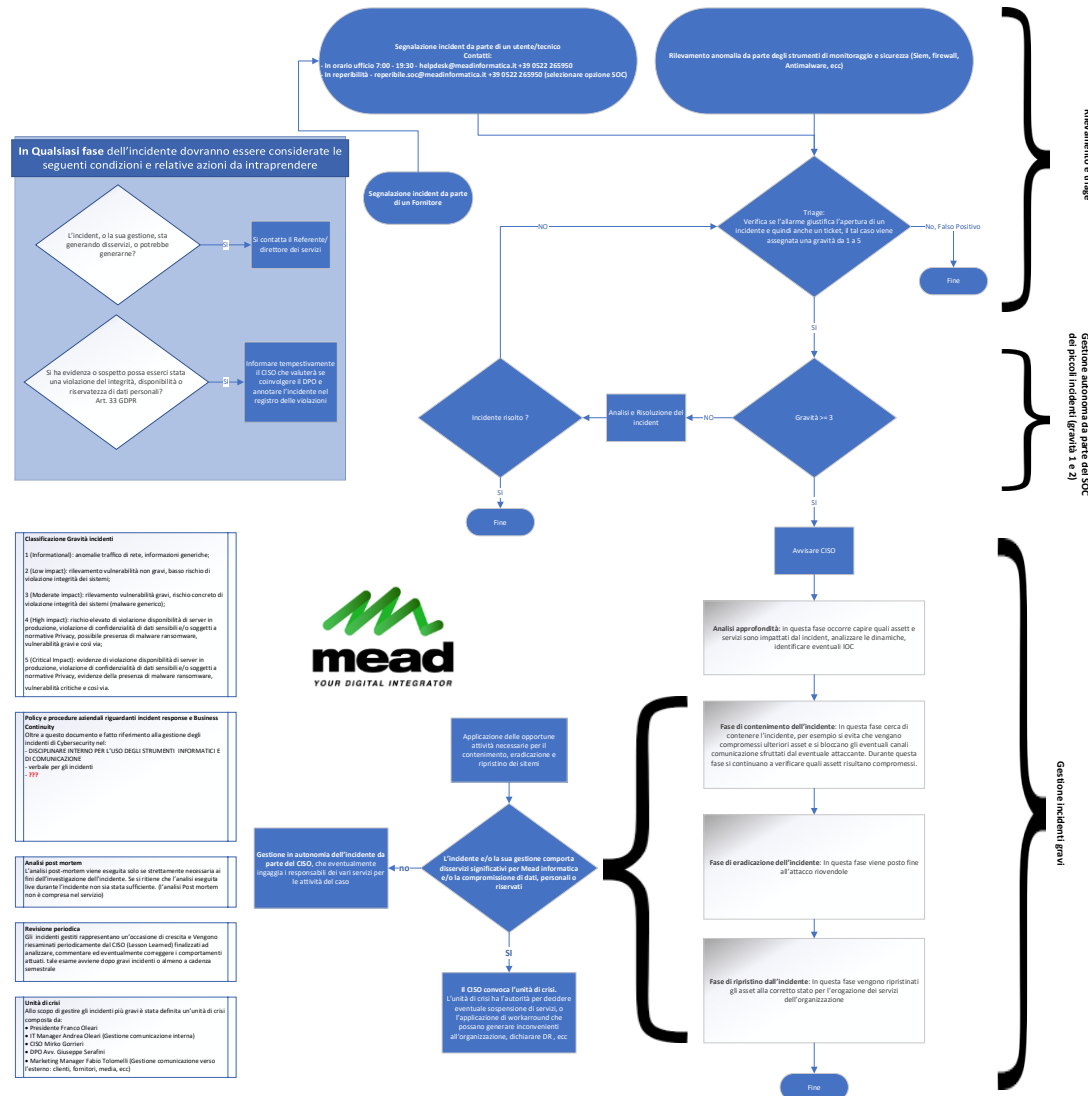 Segnalazione incident da parte di un utente/tecnico
Contatti:
- In orario ufficio 7:00 - 19:30 - helpdesk@meadinformatica.it +39 0522 265950
- In reperibilità - reperibile.soc@meadinformatica.it +39 0522 265950 (selezionare opzione SOC)
Rilevamento anomalia da parte degli strumenti di monitoraggio e sicurezza (Siem, firewall,
Antimalware, ecc)
Rilevamento e triage
In Qualsiasi fase dell'incidente dovranno essere considerate le
seguenti condizioni e relative azioni da intraprendere
Segnalazione incident da parte
di un Fornitore
Triage:
Verifica se l'allarme giustifica l'apertura di un
incidente e quindi anche un ticket, il tal caso viene
assegnata una gravità da 1 a 5
NO
No, Falso Positivo
Fine
L'incident, o la sua gestione, sta
generando disservizi, o potrebbe
generarne?
SI
Si contatta il Referente/
direttore dei servizi
SI
Si ha evidenza o sospetto possa esserci stata
una violazione del integrità, disponibilità o
riservatezza di dati personali?
Art. 33 GDPR
SI
Informare tempestivamente
il CISO che valuterà se
coinvolgere il DPO e
annotare l'incidente nel
registro delle violazioni
Incidente risolto ?
Analisi e Risoluzione del
incident
NO
Gravità >= 3
Gestione autonoma da parte del SOC
dei piccoli incidenti (gravità 1 e 2)
SI
Fine
SI
Avvisare CISO
Classificazione Gravità incidenti
1 (Informational): anomalie traffico di rete, informazioni generiche;
2 (Low impact): rilevamento vulnerabilità non gravi, basso rischio di
violazione integrità dei sistemi;
3 (Moderate impact): rilevamento vulnerabilità gravi, rischio concreto di
violazione integrità dei sistemi (malware generico);
4 (High impact): rischio elevato di violazione disponibilità di server in
produzione, violazione di confidenzialità di dati sensibili e/o soggetti a
normative Privacy, possibile presenza di malware ransomware,
vulnerabilità gravi e così via;
5 (Critical Impact): evidenze di violazione disponibilità di server in
produzione, violazione di confidenzialità di dati sensibili e/o soggetti a
normative Privacy, evidenze della presenza di malware ransomware,
vulnerabilità critiche e così via.
mead
YOUR DIGITAL INTEGRATOR
Analisi approfondità: in questa fase occorre capire quali asset e
servizi sono impattati dal incident, analizzare le dinamiche,
identificare eventuali IOC
Policy e procedure aziendali riguardanti incident response e Business
Continuity
Oltre a questo documento e fatto riferimento alla gestione degli
incidenti di Cybersecurity nel:
- DISCIPLINARE INTERNO PER L'USO DEGLI STRUMENTI INFORMATICI E
DI COMUNICAZIONE
- verbale per gli incidenti
- ???
Applicazione delle opportune
attività necessarie per il
contenimento, eradicazione e
ripristino dei sitemi
Fase di contenimento dell'incidente: In questa fase cerca di
contenere l'incidente, per esempio si evita che vengano
compromessi ulteriori asset e si bloccano gli eventuali canali
comunicazione sfruttati dal eventuale attaccante. Durante questa
fase si continuano a verificare quali assett risultano compromessi.
Gestione incidenti gravi
Analisi post mortem
L'analisi post-mortem viene eseguita solo se strettamente necessaria ai
fini dell'investigazione dell'incidente. Se si ritiene che l'analisi eseguita
live durante l'incidente non sia stata sufficiente. (l'analisi Post mortem
non è compresa nel servizio)
Gestione in autonomia dell'incidente da
parte del CISO, che eventualmente
ingaggia i responsabili dei vari servizi per
le attività del caso
no
L'incidente e/o la sua gestione comporta
disservizi significativi per Mead Informatica
e/o la compromissione di dati, personali o
riservati
Fase di eradicazione dell'incidente: In questa fase viene posto fine
all'attacco riovendole
Revisione periodica
Gli incidenti gestiti rappresentano un'occasione di crescita e Vengono
riesaminati periodicamente dal CISO (Lesson Learned) finalizzati ad
analizzare, commentare ed eventualmente correggere i comportamenti
attuati. tale esame avviene dopo gravi incidenti o almeno a cadenza
semestrale
SI
Il CISO convoca l'unità di crisi.
L'unità di crisi ha l'autorità per decidere
eventuale sospensione di servizi, o
l'applicazione di workarround che
possano generare inconvenienti
all'organizzazione, dichiarare DR , ecc
Fase di ripristino dall'incidente: In questa fase vengono ripristinati
gli asset alla corretto stato per l'erogazione dei servizi
dell'organizzazione
Unità di crisi
Allo scopo di gestire gli incidenti più gravi è stata definita un'unità di crisi
composta da:
• Presidente Franco Oleari
• IT Manager Andrea Oleari (Gestione comunicazione interna)
• CISO Mirko Gorrieri
• DPO Avv. Giuseppe Serafini
• Marketing Manager Fabio Tolomelli (Gestione comunicazione verso
l'esterno: clienti, fornitori, media, ecc)
Fine